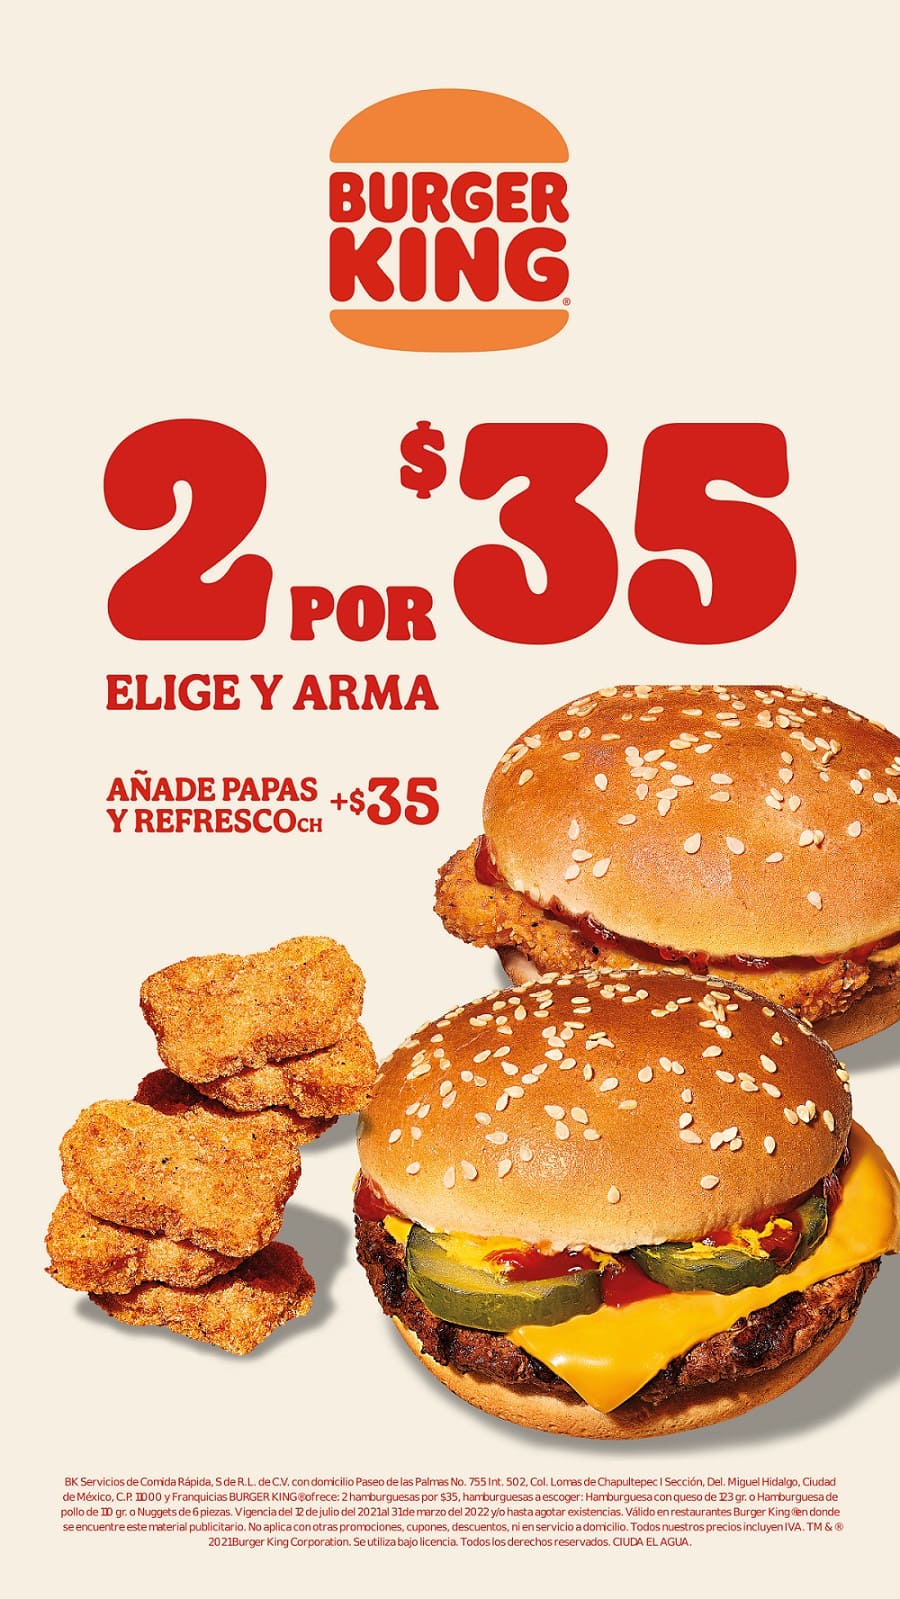 BURGER
KING®
2 POR $35
ELIGE Y ARMA
AÑADE PAPAS
Y REFRESCOCH +$35
BK Servicios de Comida Rápida, S de R.L. de C.V. con domicilio Paseo de las Palmas No. 755 Int. 502, Col. Lomas de Chapultepec I Sección, Del. Miguel Hidalgo, Ciudad
de México, C.P. 11000 y Franquicias BURGER KING® ofrece: 2 hamburguesas por $35, hamburguesas a escoger: Hamburguesa con queso de 123 gr. o Hamburguesa de
pollo de 110 gr. o Nuggets de 6 piezas. Vigencia del 12 de julio del 2021 al 31 de marzo del 2022 y/o hasta agotar existencias. Válido en restaurantes Burger King ® en donde
se encuentre este material publicitario. No aplica con otras promociones, cupones, descuentos, ni en servicio a domicilio. Todos nuestros precios incluyen IVA. TM & ®
2021 Burger King Corporation. Se utiliza bajo licencia. Todos los derechos reservados. CIUDA EL AGUA.